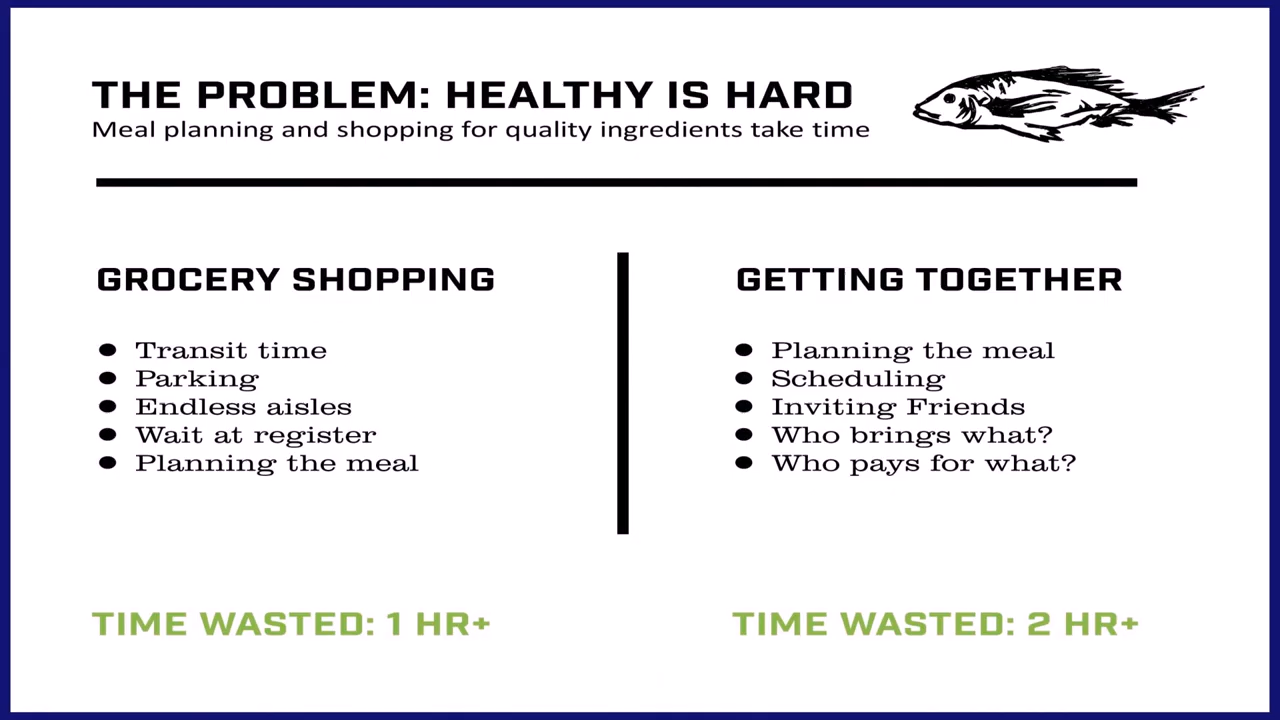 THE PROBLEM: HEALTHY IS HARD
Meal planning and shopping for quality ingredients take time
GROCERY SHOPPING
● Transit time
● Parking
● Endless aisles
● Wait at register
● Planning the meal
TIME WASTED: 1 HR+
GETTING TOGETHER
● Planning the meal
● Scheduling
● Inviting Friends
● Who brings what?
● Who pays for what?
TIME WASTED: 2 HR+